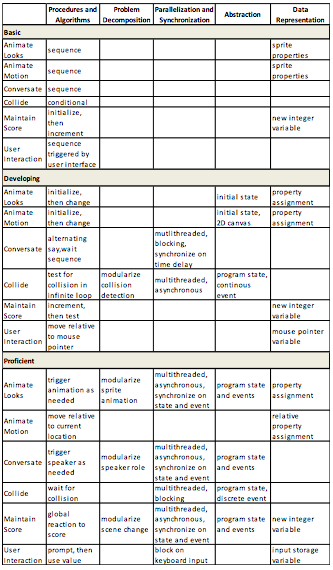 Procedures and Algorithms | Problem Decomposition | Parallelization and Synchronization | Abstraction | Data Representation
Basic
Animate Looks | sequence | | | | sprite properties
Animate Motion | sequence | | | | sprite properties
Conversate | sequence
Collide | conditional
Maintain Score | initialize, then increment | | | | new integer variable
User Interaction | sequence triggered by user interface
Developing
Animate Looks | initialize, then change | | | initial state | property assignment
Animate Motion | initialize, then change | | | initial state, 2D canvas | property assignment
Conversate | alternating say,wait sequence | | mutlithreaded, blocking, synchronize on time delay
Collide | test for collision in infinite loop | modularize collision detection | multithreaded, asynchronous | program state, continous event
Maintain Score | increment, then test | | | | new integer variable
User Interaction | move relative to mouse pointer | | | | mouse pointer variable
Proficient
Animate Looks | trigger animation as needed | modularize sprite animation | multithreaded, asynchronous, synchronize on state and event | program state and events | property assignment
Animate Motion | move relative to current location | | | | relative property assignment
Conversate | trigger speaker as needed | modularize speaker role | multithreaded, asynchronous, synchronize on state and event | program state and events
Collide | wait for collision | | multithreaded, blocking | program state, discrete event
Maintain Score | global reaction to score | modularize scene change | multithreaded, asynchronous, synchronize on state and event | program state and events | new integer variable
User Interaction | prompt, then use value | | block on keyboard input | | input storage variable